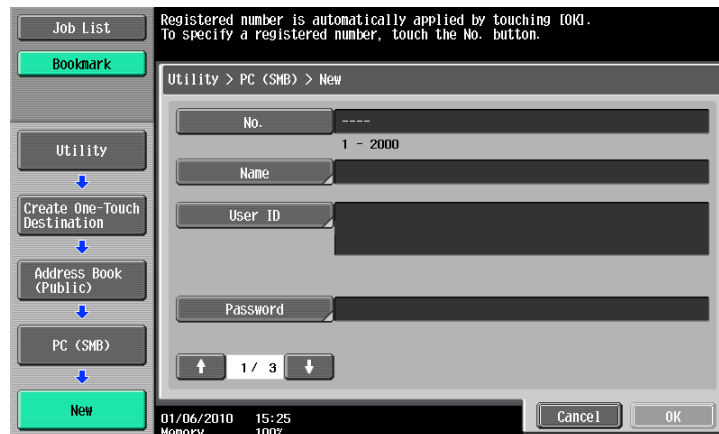 Job List
Bookmark
Registered number is automatically applied by touching [OK].
To specify a registered number, touch the No. button.
Utility > PC (SMB) > New
No.
----
1 - 2000
Name
User ID
Password
1/ 3
Utility
Create One-Touch
Destination
Address Book
(Public)
PC (SMB)
New
01/06/2010 15:25
Memory 100%
Cancel
OK